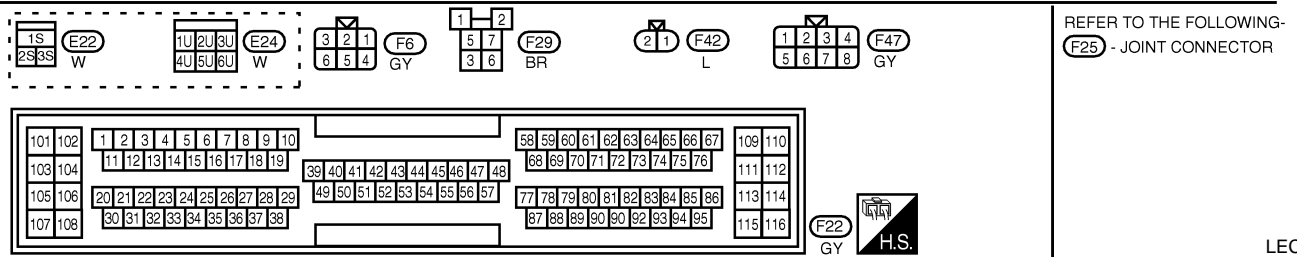 1S
2S 3S
E22
W
1U 2U 3U
4U 5U 6U
E24
W
3 2 1
6 5 4
F6
GY
1 2
5 7
3 6
F29
BR
2 1
F42
L
1 2 3 4
5 6 7 8
F47
GY
REFER TO THE FOLLOWING-
F25 - JOINT CONNECTOR
101 102
103 104
105 106
107 108
1 2 3 4 5 6 7 8 9 10
11 12 13 14 15 16 17 18 19
20 21 22 23 24 25 26 27 28 29
30 31 32 33 34 35 36 37 38
39 40 41 42 43 44 45 46 47 48
49 50 51 52 53 54 55 56 57
58 59 60 61 62 63 64 65 66 67
68 69 70 71 72 73 74 75 76
77 78 79 80 81 82 83 84 85 86
87 88 89 90 90 92 93 94 95
109 110
111 112
113 114
115 116
F22
GY
H.S.
LEC